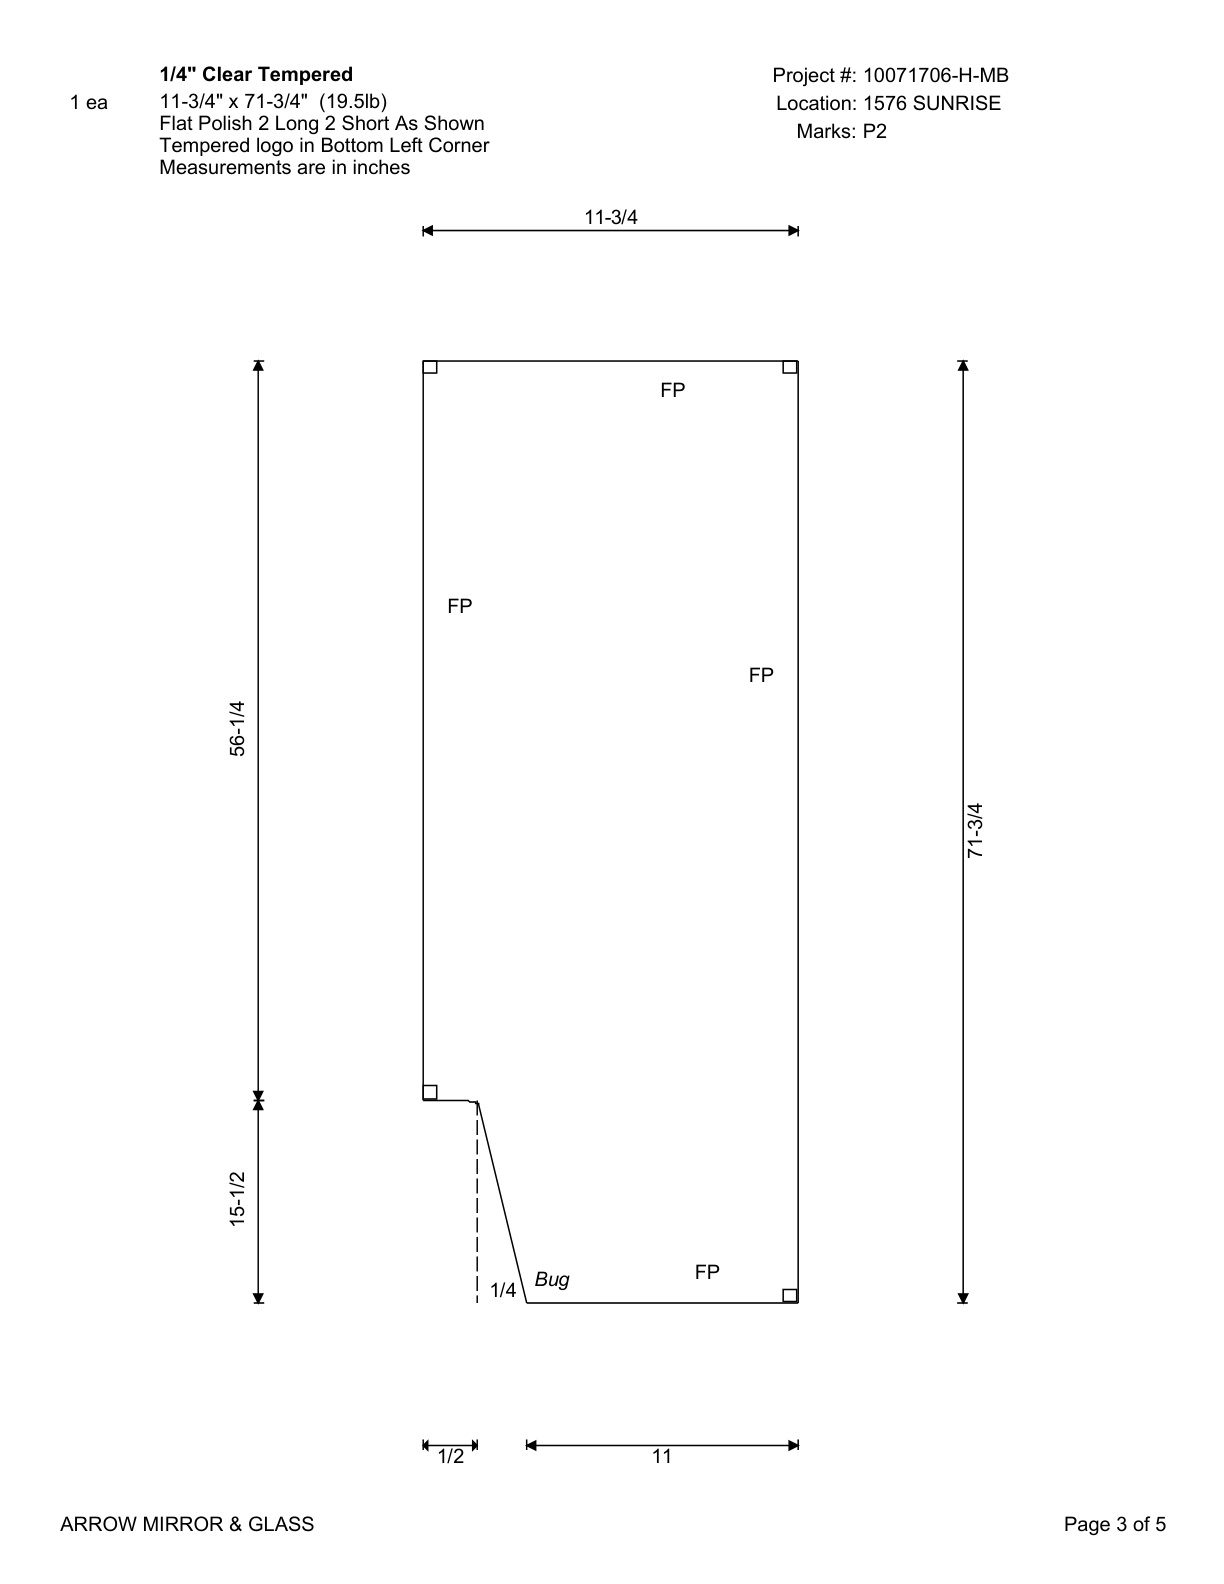 1/4" Clear Tempered
1 ea
11-3/4" x 71-3/4" (19.5lb)
Flat Polish 2 Long 2 Short As Shown
Tempered logo in Bottom Left Corner
Measurements are in inches
Project #: 10071706-H-MB
Location: 1576 SUNRISE
Marks: P2
11-3/4
FP
FP
FP
56-1/4
71-3/4
15-1/2
FP
Bug
1/4
1/2
11
ARROW MIRROR & GLASS
Page 3 of 5